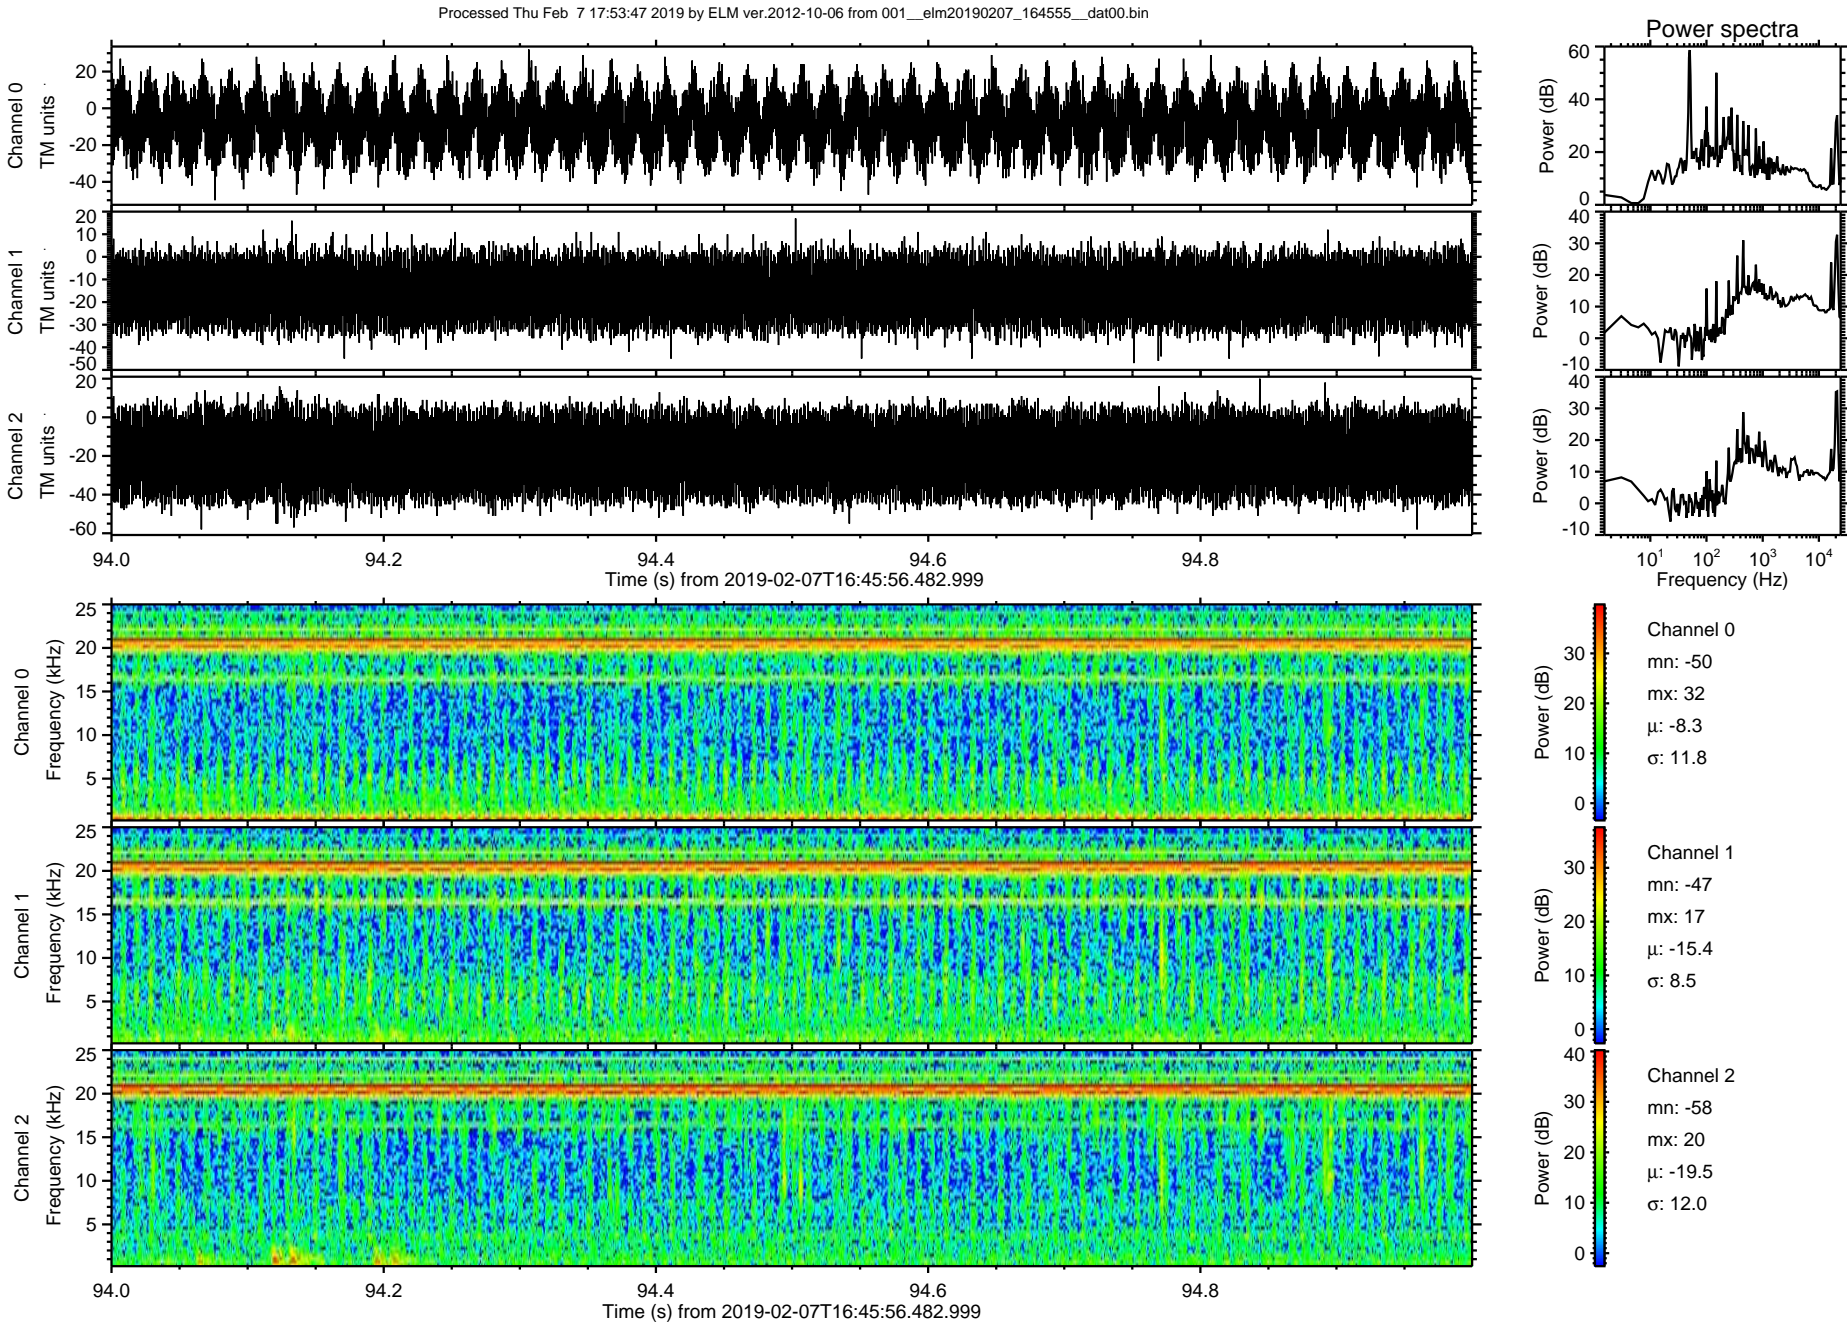 Processed Thu Feb  7 17:53:47 2019 by ELM ver.2012-10-06 from 001__elm20190207_164555__dat00.bin
Power spectra
Channel 0
TM units
20
0
-20
-40
Power (dB)
60
40
20
0
Channel 1
TM units
20
10
0
-10
-20
-30
-40
-50
Power (dB)
40
30
20
10
0
-10
Channel 2
TM units
20
0
-20
-40
-60
Power (dB)
40
30
20
10
0
-10
94.0 94.2 94.4 94.6 94.8
Time (s) from 2019-02-07T16:45:56.482.999
10¹ 10² 10³ 10⁴
Frequency (Hz)
Channel 0
Frequency (kHz)
25
20
15
10
5
Power (dB)
30
20
10
0
Channel 0
mn: -50
mx: 32
μ: -8.3
σ: 11.8
Channel 1
Frequency (kHz)
25
20
15
10
5
Power (dB)
30
20
10
0
Channel 1
mn: -47
mx: 17
μ: -15.4
σ: 8.5
Channel 2
Frequency (kHz)
25
20
15
10
5
Power (dB)
40
30
20
10
0
Channel 2
mn: -58
mx: 20
μ: -19.5
σ: 12.0
94.0 94.2 94.4 94.6 94.8
Time (s) from 2019-02-07T16:45:56.482.999